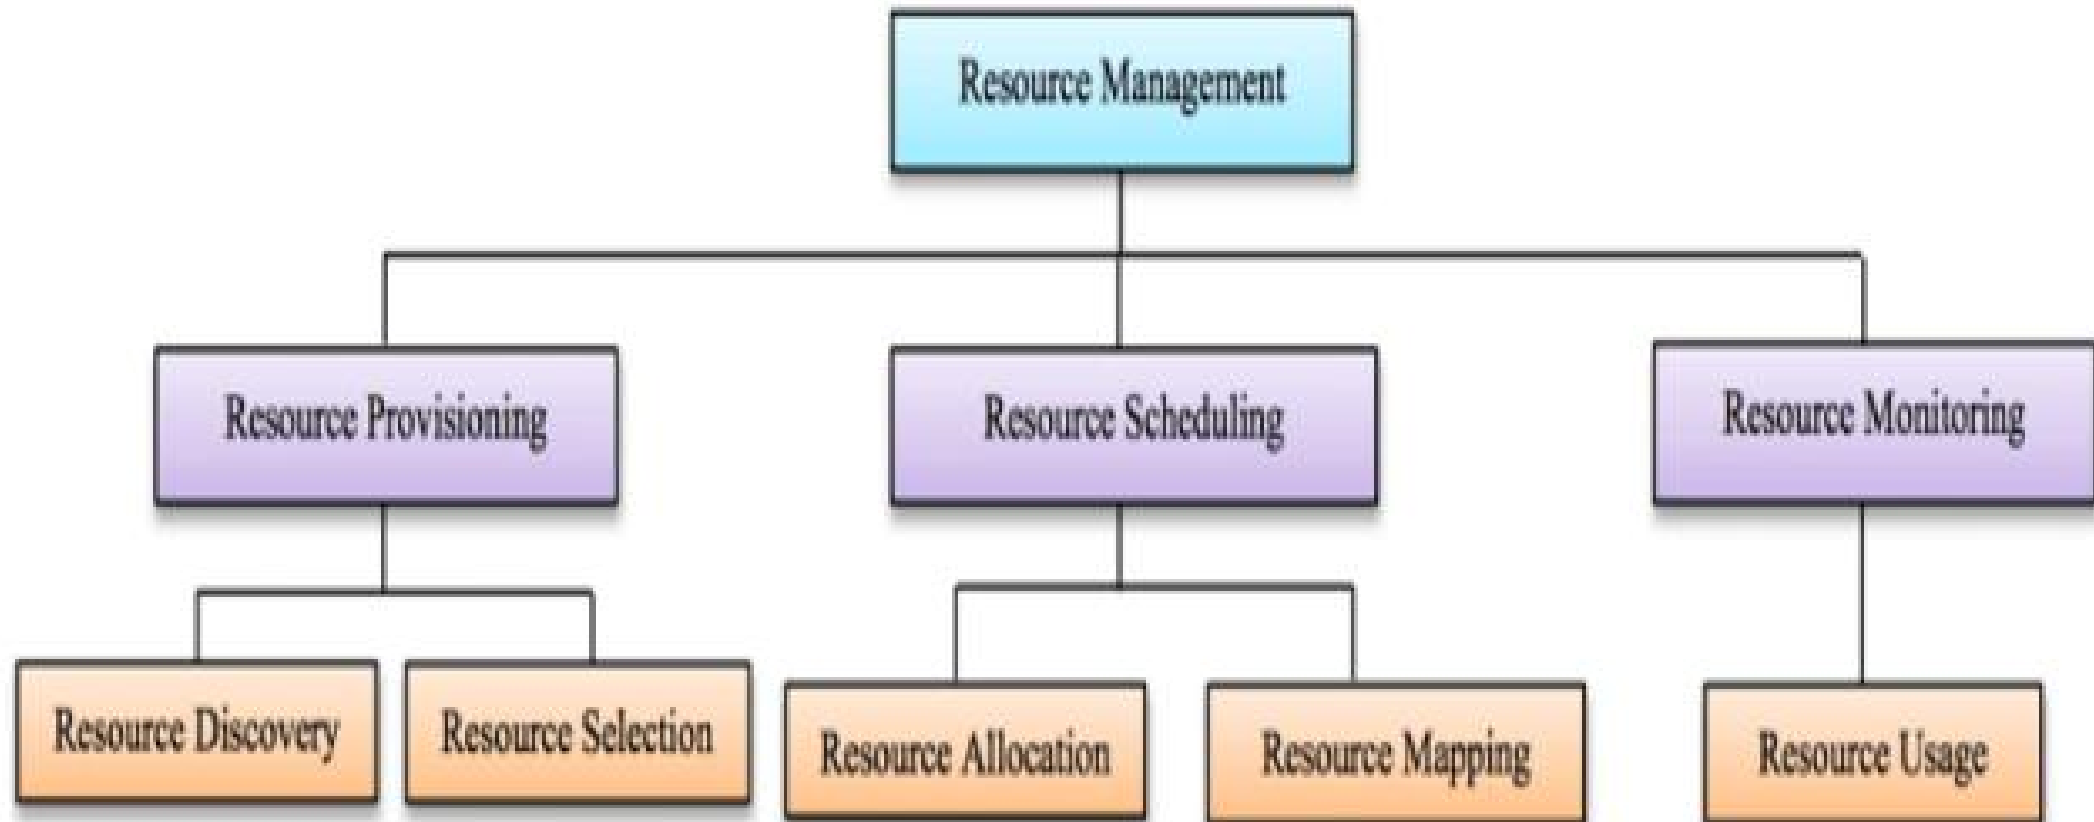 Resource Management
Resource Provisioning
Resource Scheduling
Resource Monitoring
Resource Discovery
Resource Selection
Resource Allocation
Resource Mapping
Resource Usage